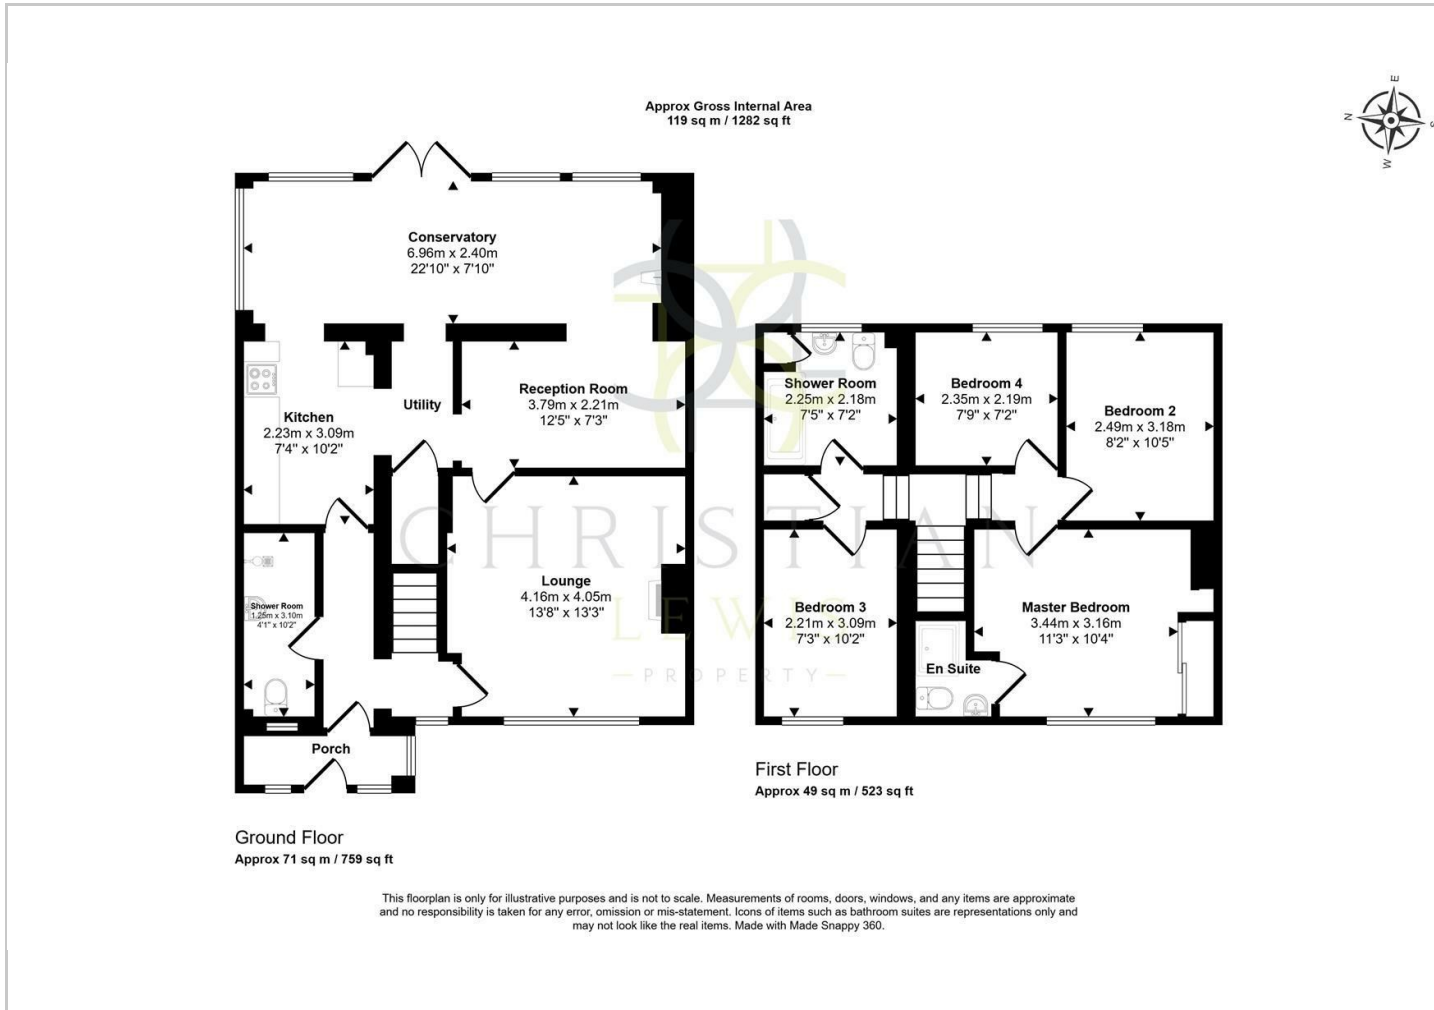 Approx Gross Internal Area
119 sq m / 1282 sq ft
E
N
S
W
Conservatory
6.96m x 2.40m
22'10" x 7'10"
Kitchen
2.23m x 3.09m
7'4" x 10'2"
Utility
Reception Room
3.79m x 2.21m
12'5" x 7'3"
Shower Room
1.25m x 3.10m
4'1" x 10'2"
Lounge
4.16m x 4.05m
13'8" x 13'3"
Porch
Ground Floor
Approx 71 sq m / 759 sq ft
Shower Room
2.25m x 2.18m
7'5" x 7'2"
Bedroom 4
2.35m x 2.19m
7'9" x 7'2"
Bedroom 2
2.49m x 3.18m
8'2" x 10'5"
Bedroom 3
2.21m x 3.09m
7'3" x 10'2"
En Suite
Master Bedroom
3.44m x 3.16m
11'3" x 10'4"
First Floor
Approx 49 sq m / 523 sq ft
CHRISTIAN
LEWIS
PROPERTY
This floorplan is only for illustrative purposes and is not to scale. Measurements of rooms, doors, windows, and any items are approximate
and no responsibility is taken for any error, omission or mis-statement. Icons of items such as bathroom suites are representations only and
may not look like the real items. Made with Made Snappy 360.